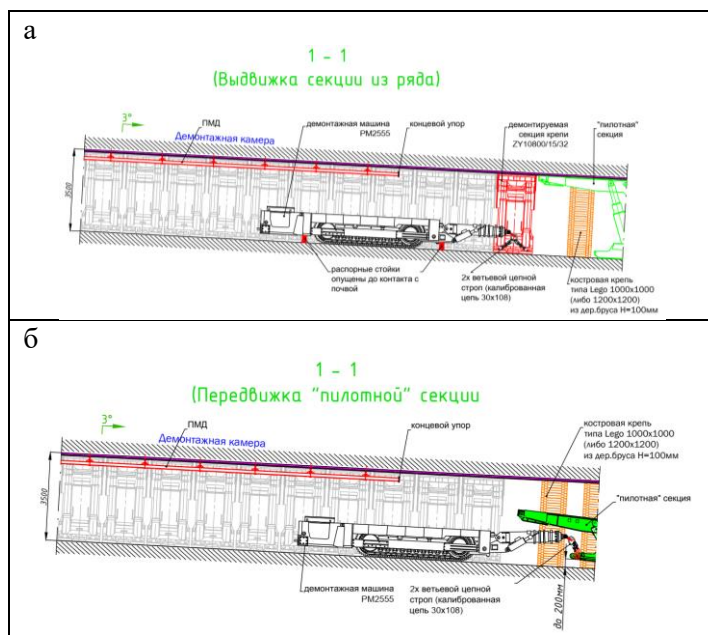 а
1 - 1
(Выдвижка секции из ряда)
3°
ПМД
Демонтажная камера
демонтажная машина
РМ2555
концевой упор
демонтируемая
секция крепи
ZY10800/15/32
"пилотная"
секция
3500
распорные стойки
опущены до контакта с
почвой
2х ветьевой цепной
строп (калиброванная
цепь 30х108)
костровая крепь
типа Lego 1000х1000
(либо 1200х1200)
из дер.бруса Н=100мм
б
1 - 1
(Передвижка "пилотной" секции
3°
ПМД
Демонтажная камера
концевой упор
костровая крепь
типа Lego 1000х1000
(либо 1200х1200)
из дер.бруса Н=100мм
"пилотная" секция
3500
демонтажная машина
РМ2555
2х ветьевой цепной
строп (калиброванная
цепь 30х108)
до 200мм